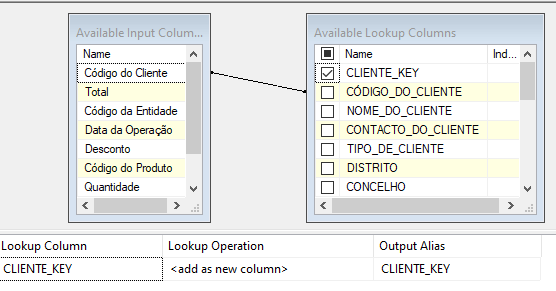 Available Input Colum...
Name
Código do Cliente
Total
Código da Entidade
Data da Operação
Desconto
Código do Produto
Quantidade
Available Lookup Columns
Name Ind...
CLIENTE_KEY
CÓDIGO_DO_CLIENTE
NOME_DO_CLIENTE
CONTACTO_DO_CLIENTE
TIPO_DE_CLIENTE
DISTRITO
CONCELHO
Lookup Column Lookup Operation Output Alias
CLIENTE_KEY <add as new column> CLIENTE_KEY